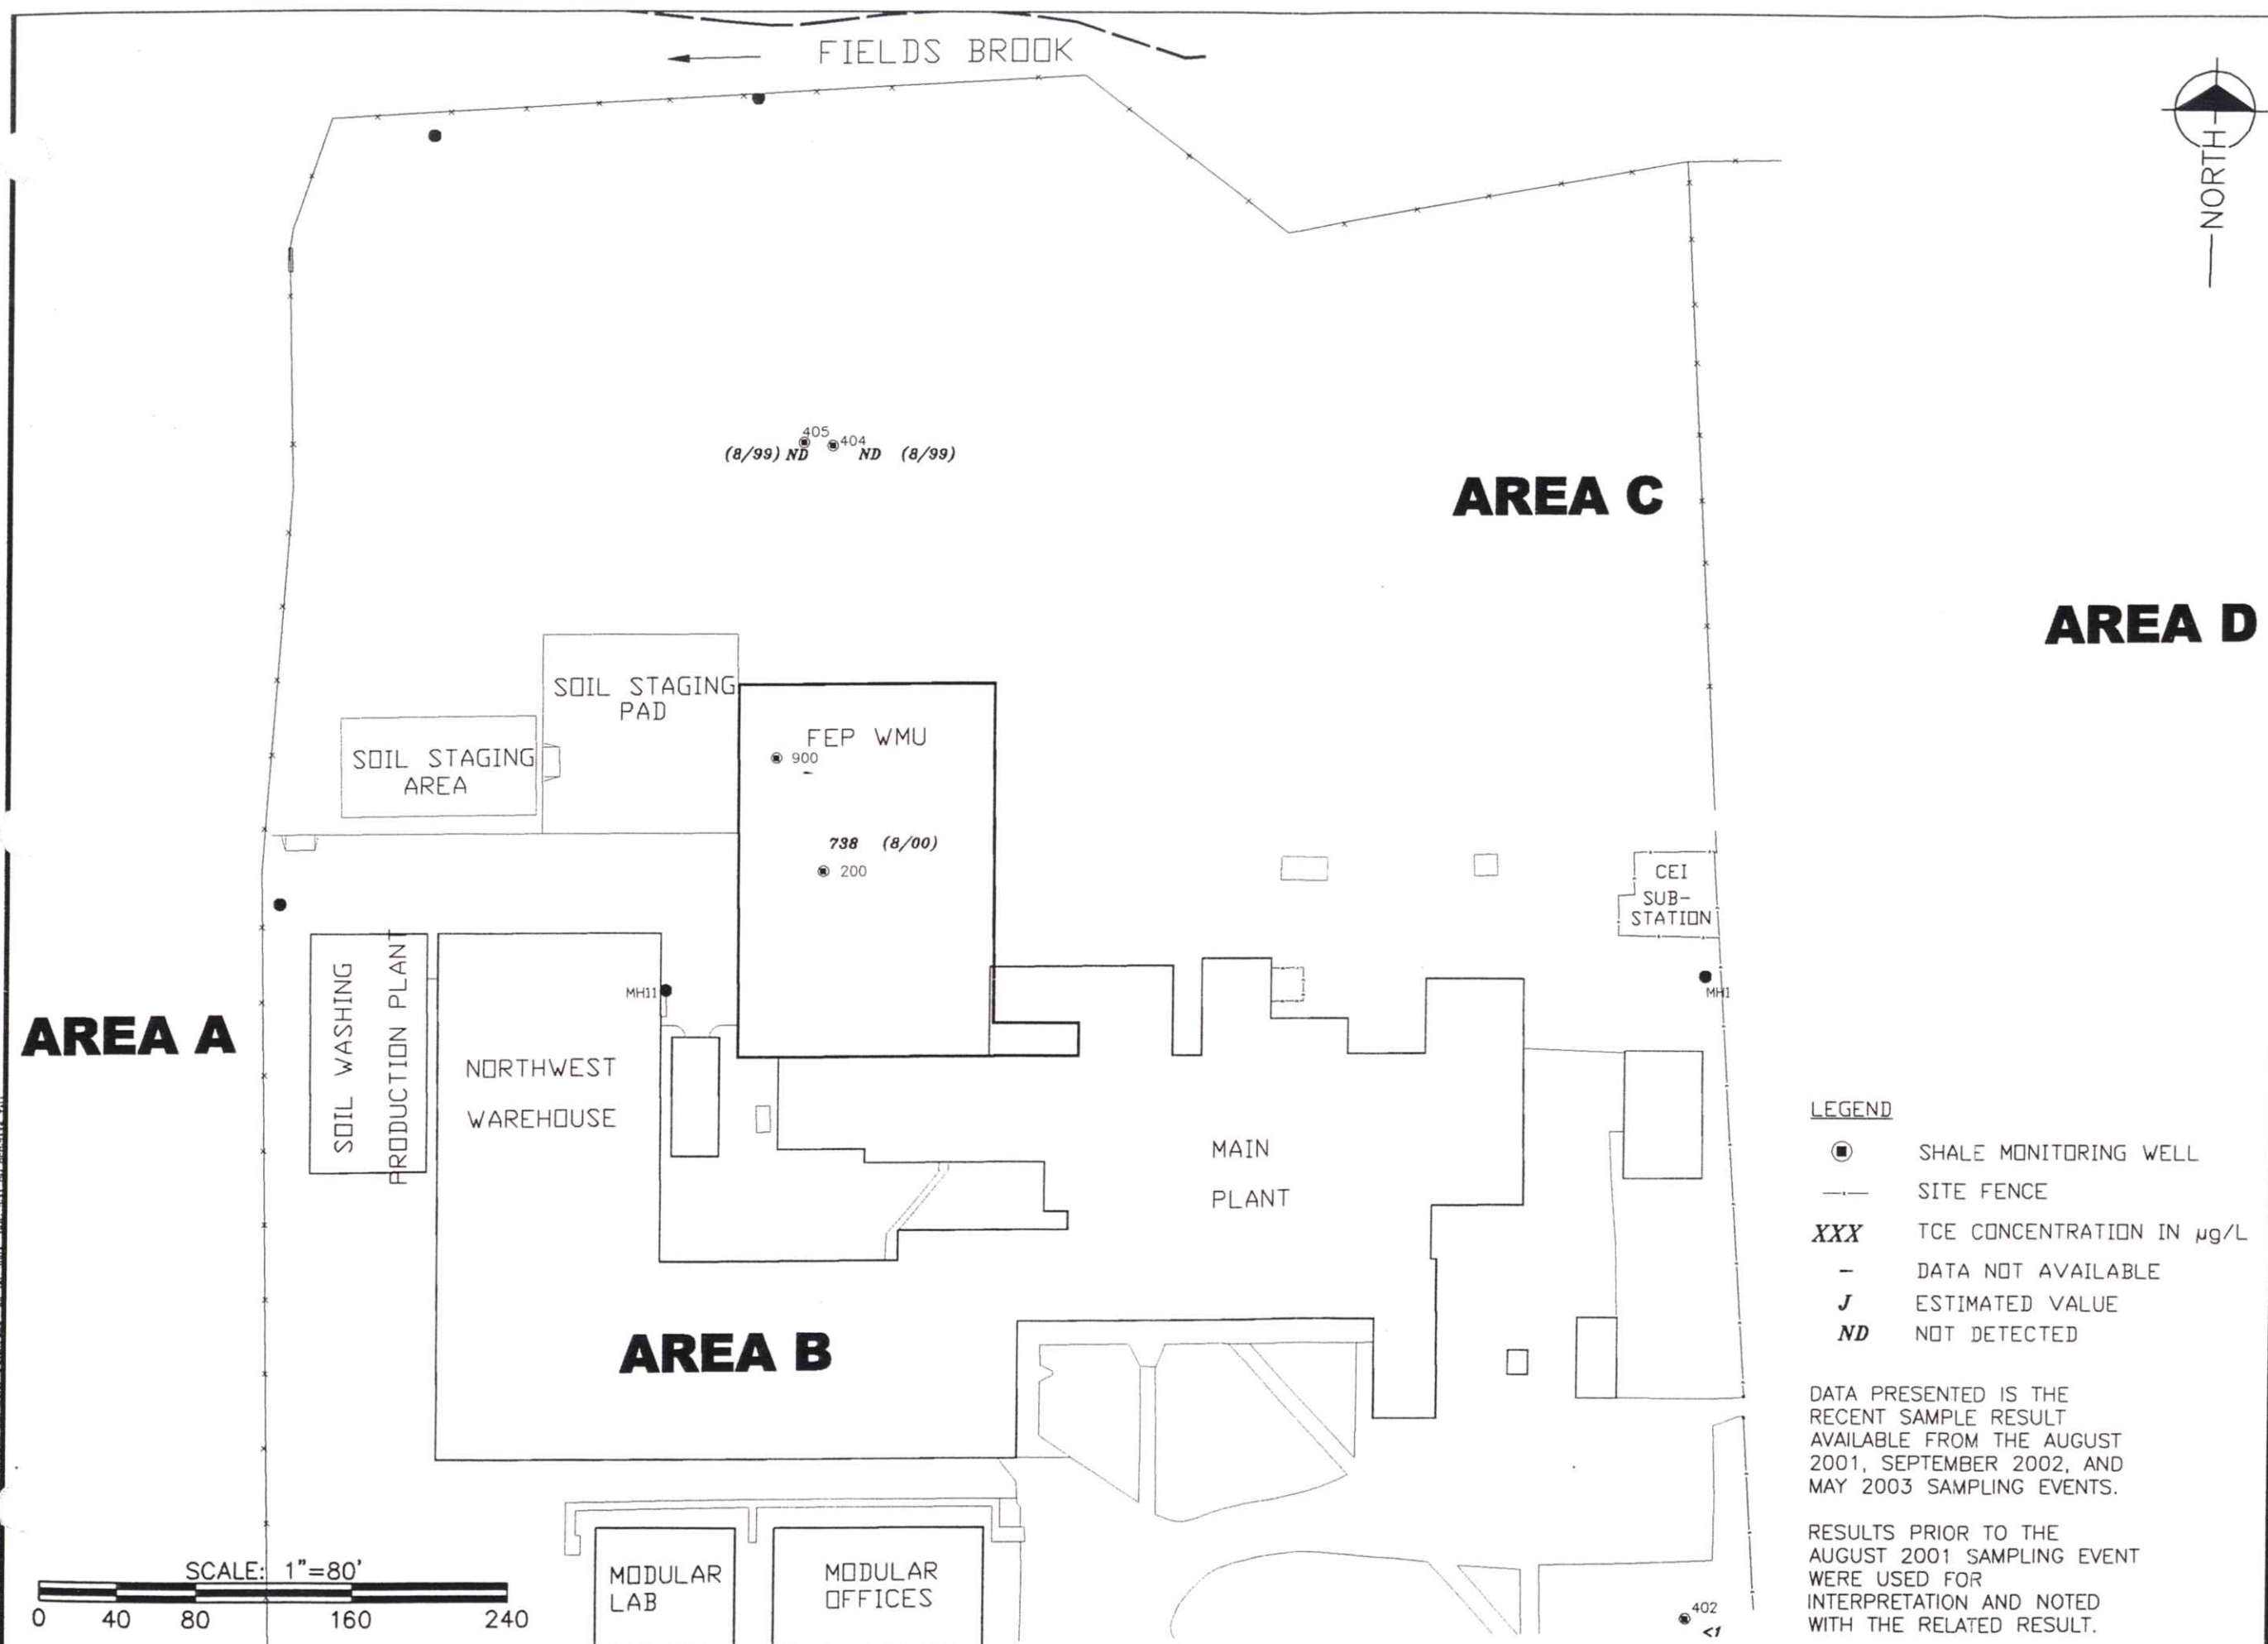 FIELDS BROOK
NORTH
405
404
(8/99) ND
ND (8/99)
AREA C
AREA D
SOIL STAGING
PAD
FEP WMU
900
-
SOIL STAGING
AREA
738 (8/00)
200
CEI
SUB-
STATION
MH11
MH1
AREA A
SOIL WASHING
PRODUCTION PLANT
NORTHWEST
WAREHOUSE
MAIN
PLANT
AREA B
LEGEND
SHALE MONITORING WELL
SITE FENCE
XXX TCE CONCENTRATION IN µg/L
- DATA NOT AVAILABLE
J ESTIMATED VALUE
ND NOT DETECTED
DATA PRESENTED IS THE
RECENT SAMPLE RESULT
AVAILABLE FROM THE AUGUST
2001, SEPTEMBER 2002, AND
MAY 2003 SAMPLING EVENTS.
RESULTS PRIOR TO THE
AUGUST 2001 SAMPLING EVENT
WERE USED FOR
INTERPRETATION AND NOTED
WITH THE RELATED RESULT.
SCALE: 1"=80'
0 40 80 160 240
MODULAR
LAB
MODULAR
OFFICES
402
<1